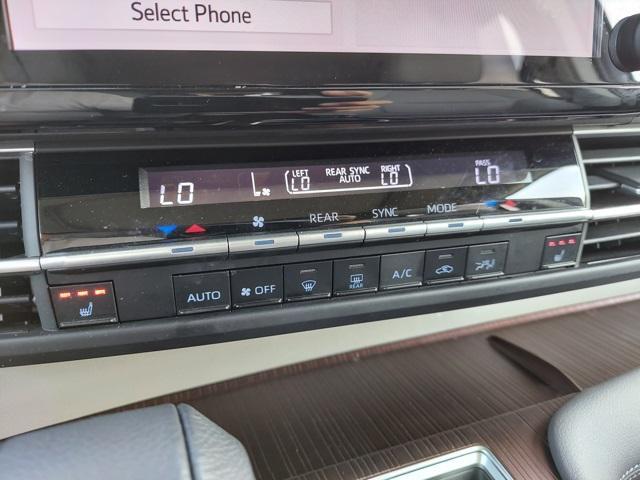 Select Phone
LO LEFT LO REAR SYNC AUTO RIGHT LO PASS LO
REAR SYNC MODE
AUTO OFF REAR A/C